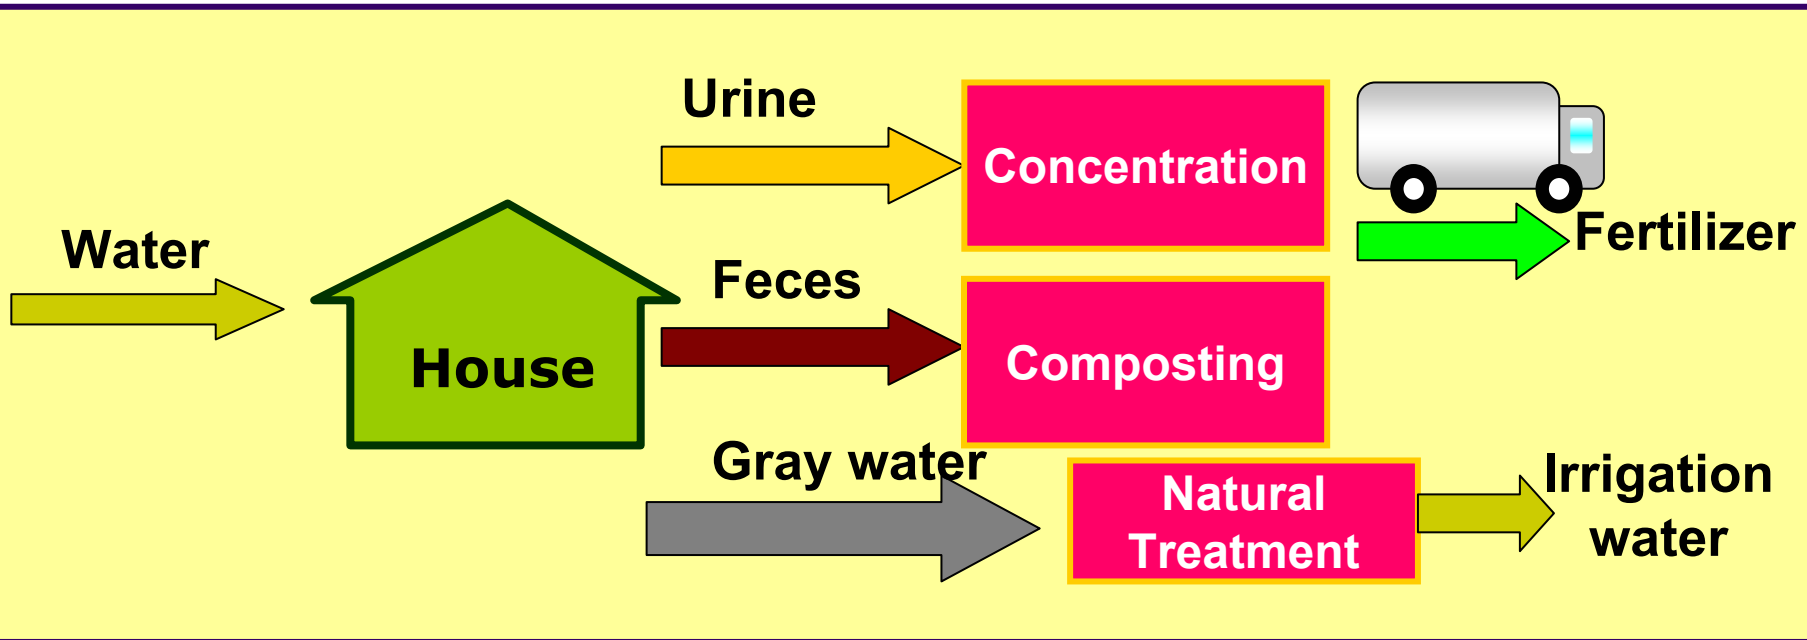 Water
House
Urine
Concentration
Fertilizer
Feces
Composting
Gray water
Natural
Treatment
Irrigation
water